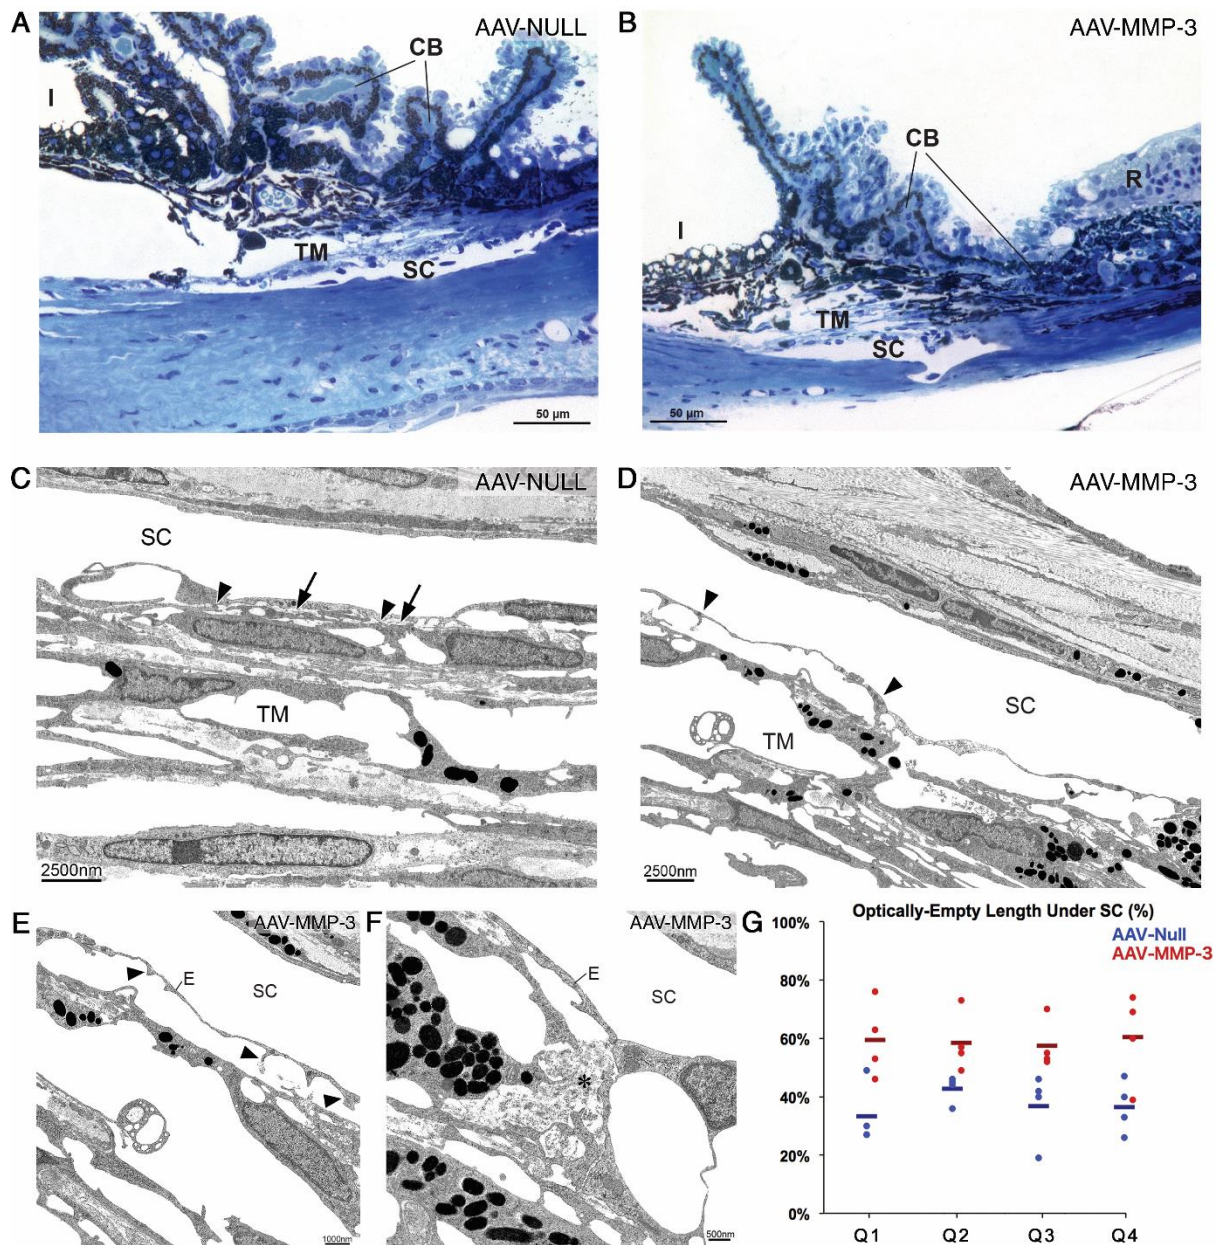 A
AAV-NULL
CB
I
TM
SC
50 µm
B
AAV-MMP-3
CB
R
I
TM
SC
50 µm
C
AAV-NULL
SC
TM
2500nm
D
AAV-MMP-3
SC
TM
2500nm
E
AAV-MMP-3
E
SC
1000nm
F
AAV-MMP-3
E
SC
*
500nm
G
Optically-Empty Length Under SC (%)
AAV-Null
AAV-MMP-3
100%
80%
60%
40%
20%
0%
Q1 Q2 Q3 Q4